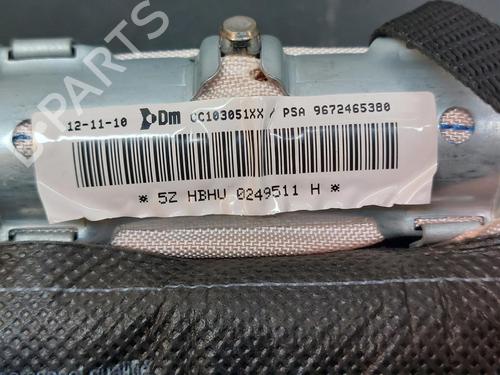 PARTS
12-11-10 Dm CC103051XX / PSA 9672465380
* 5Z HBHU 0249511 H *